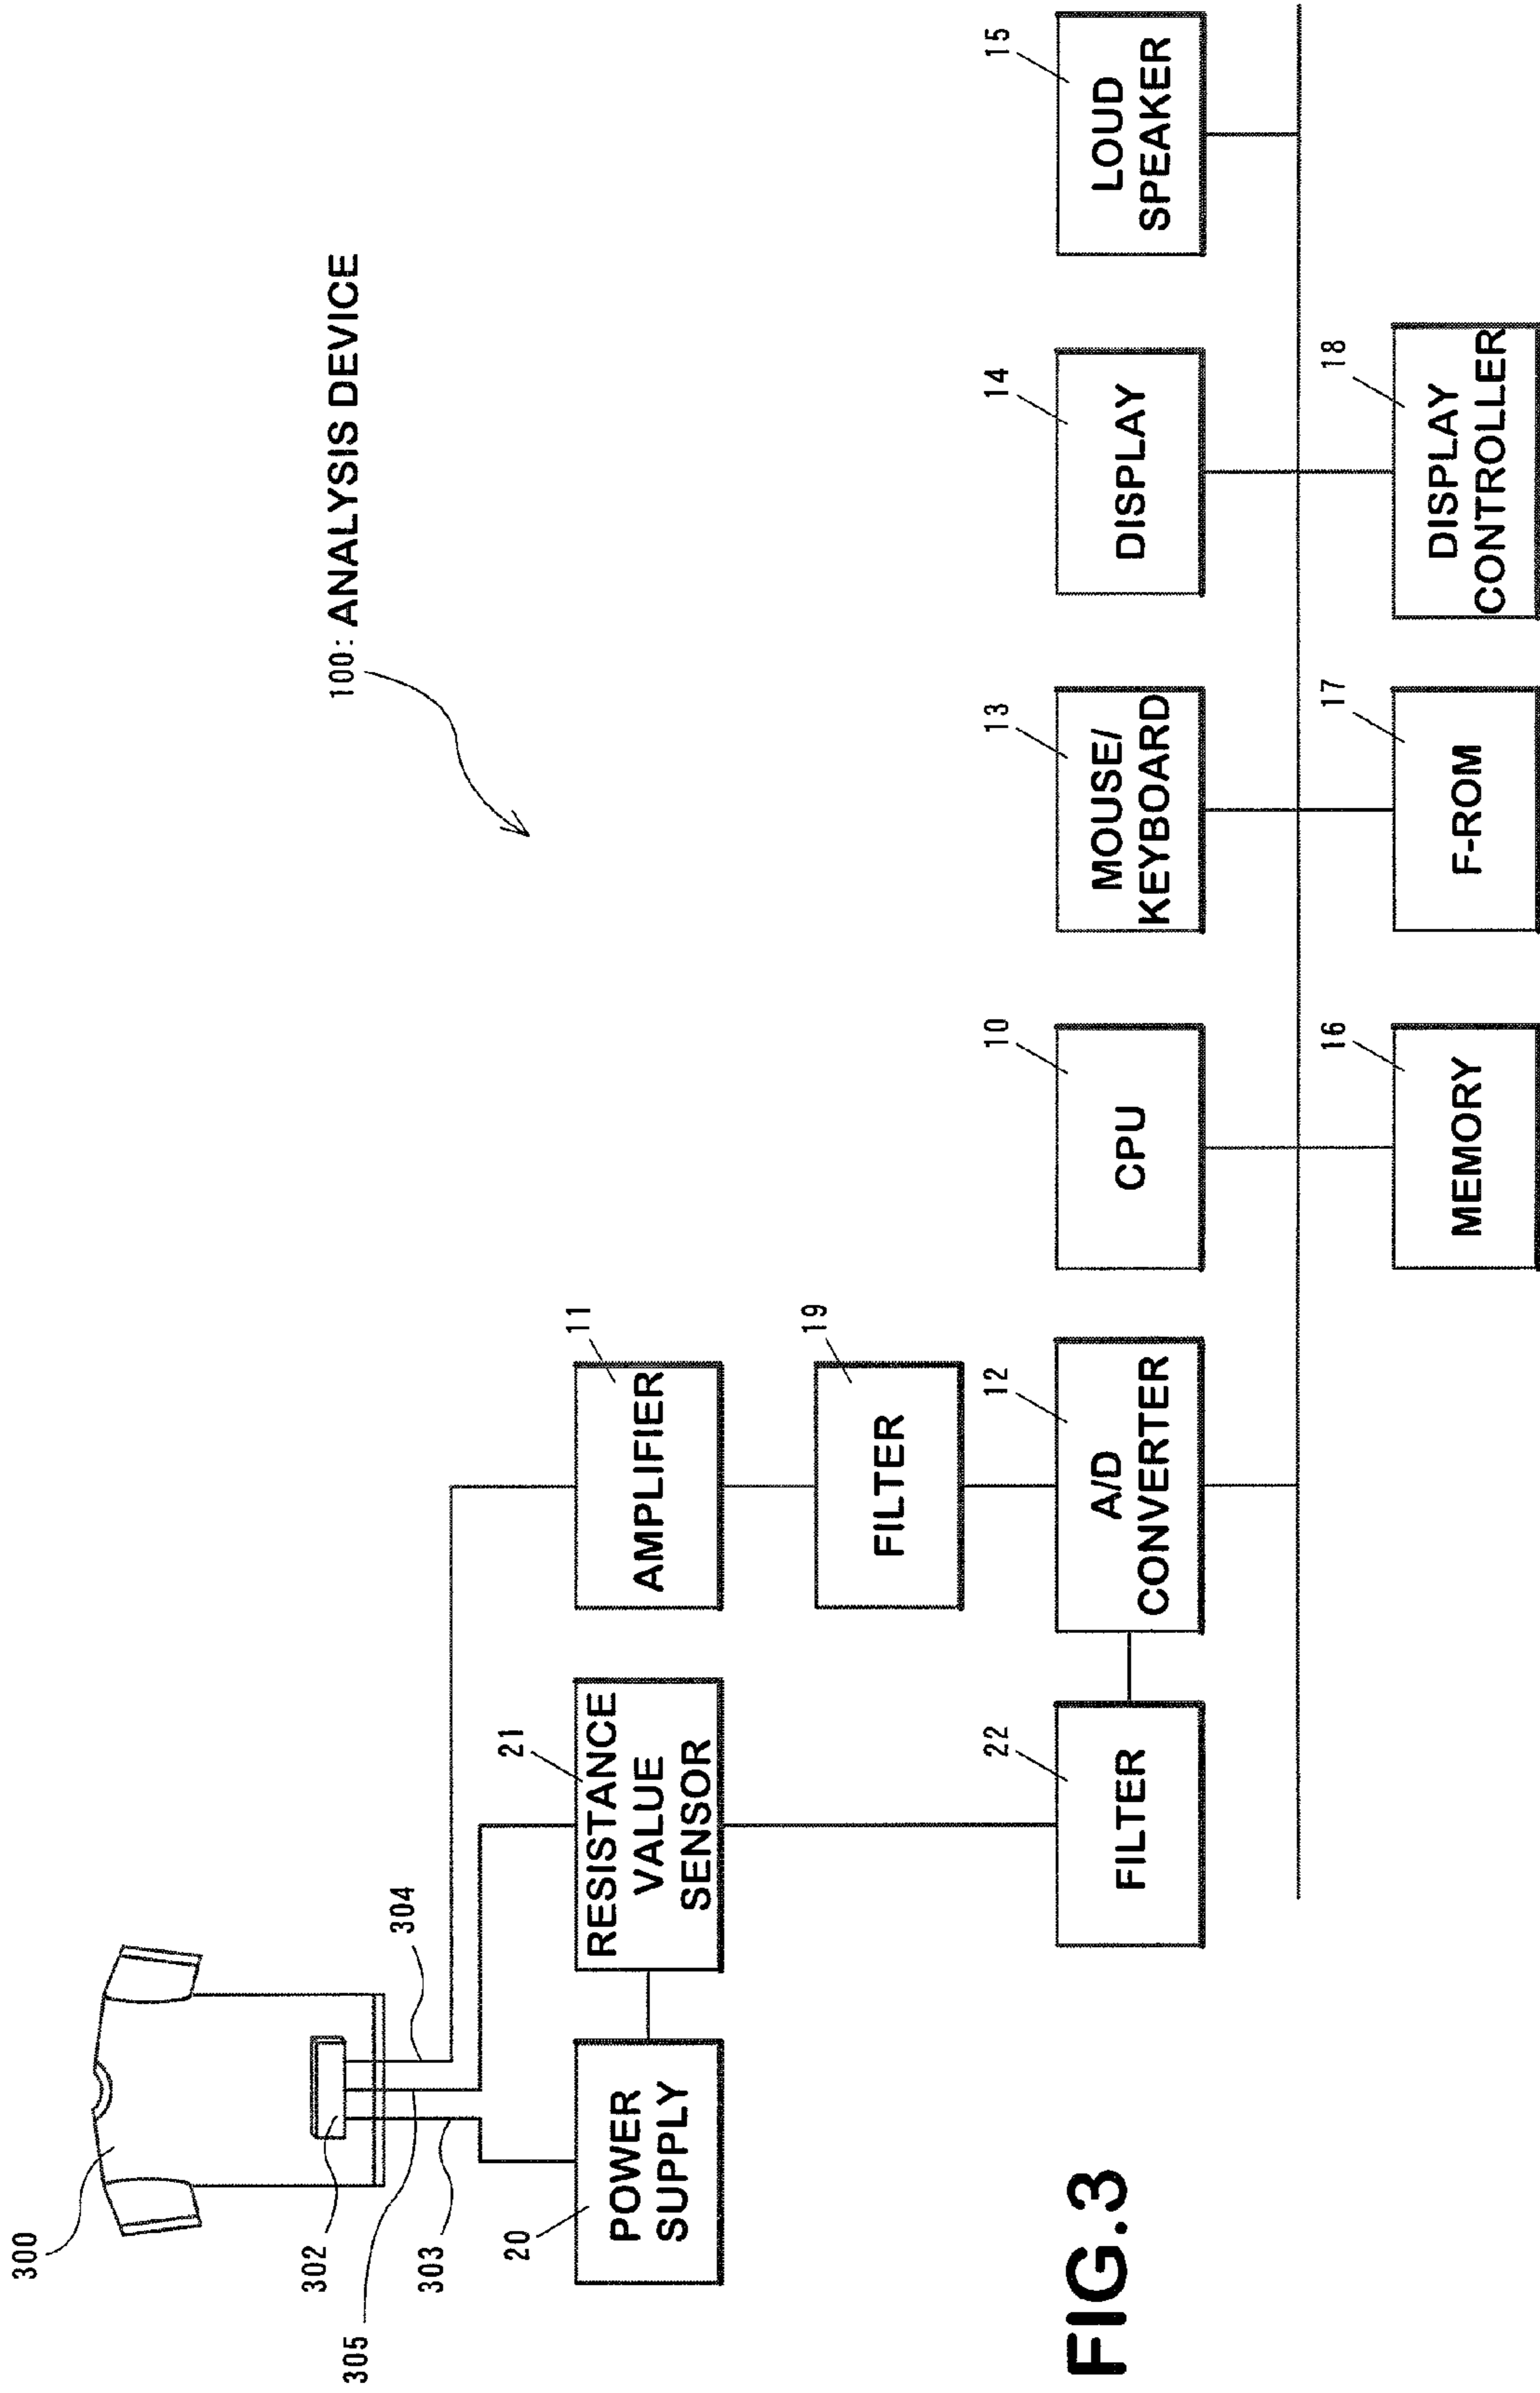 100: ANALYSIS DEVICE
300
302
305
303
304
20
POWER
SUPPLY
21
RESISTANCE
VALUE
SENSOR
11
AMPLIFIER
19
FILTER
22
FILTER
12
A/D
CONVERTER
10
CPU
13
MOUSE/
KEYBOARD
14
DISPLAY
15
LOUD
SPEAKER
16
MEMORY
17
F-ROM
18
DISPLAY
CONTROLLER
FIG.3